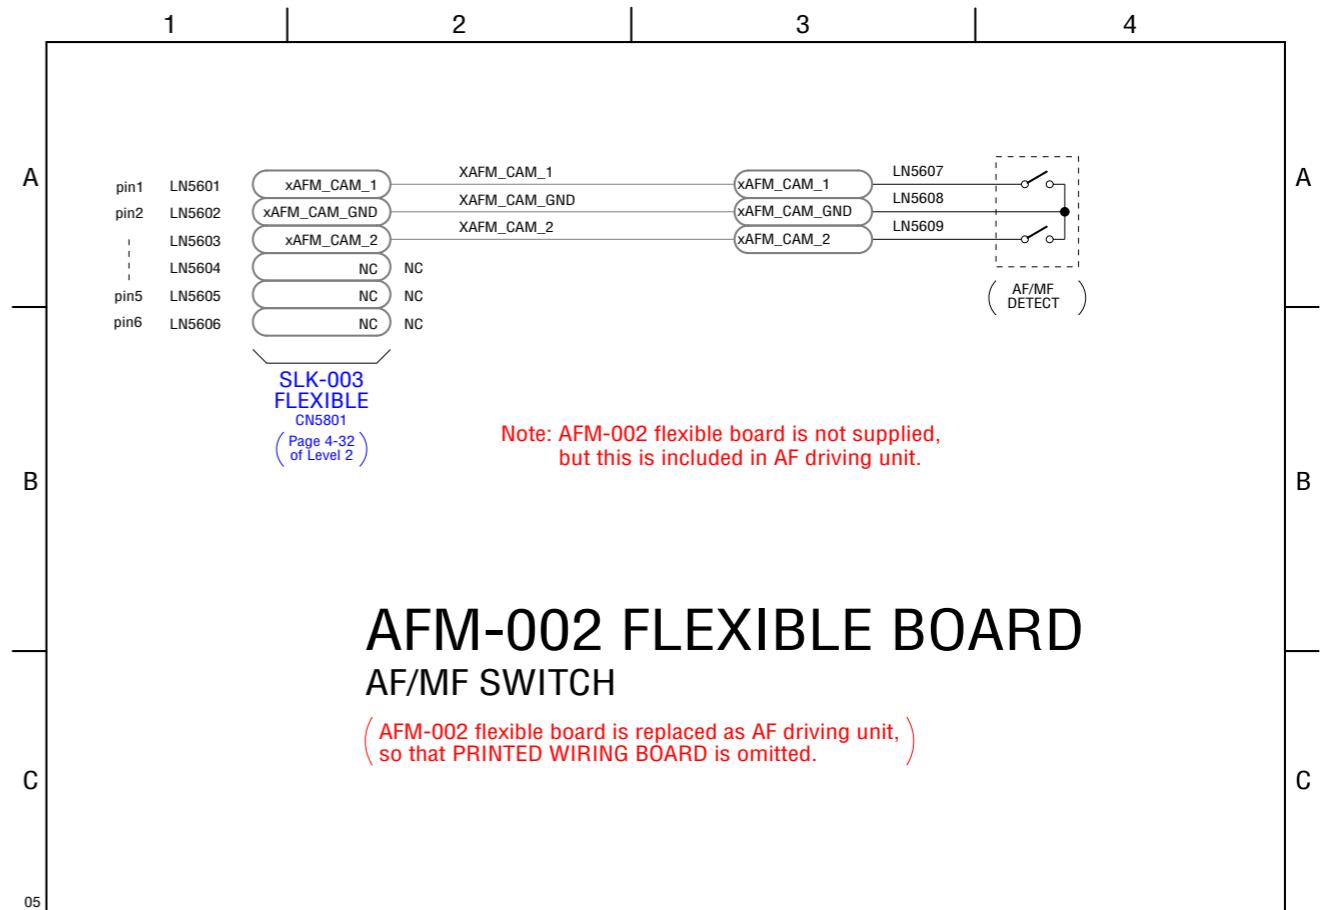 1 2 3 4
A A
pin1 LN5601 xAFM_CAM_1 XAFM_CAM_1 xAFM_CAM_1 LN5607
pin2 LN5602 xAFM_CAM_GND XAFM_CAM_GND xAFM_CAM_GND LN5608
LN5603 xAFM_CAM_2 XAFM_CAM_2 xAFM_CAM_2 LN5609
LN5604 NC NC
pin5 LN5605 NC NC
pin6 LN5606 NC NC
( AF/MF
DETECT )
SLK-003
FLEXIBLE
CN5801
( Page 4-32
of Level 2 )
Note: AFM-002 flexible board is not supplied,
but this is included in AF driving unit.
B B
AFM-002 FLEXIBLE BOARD
AF/MF SWITCH
( AFM-002 flexible board is replaced as AF driving unit,
so that PRINTED WIRING BOARD is omitted. )
C C
05